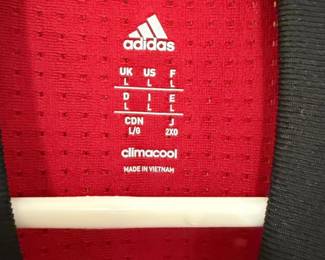 adidas
UK US F
L L L
D I E
L L L
CDN J
L/G 2XO
climacool
MADE IN VIETNAM